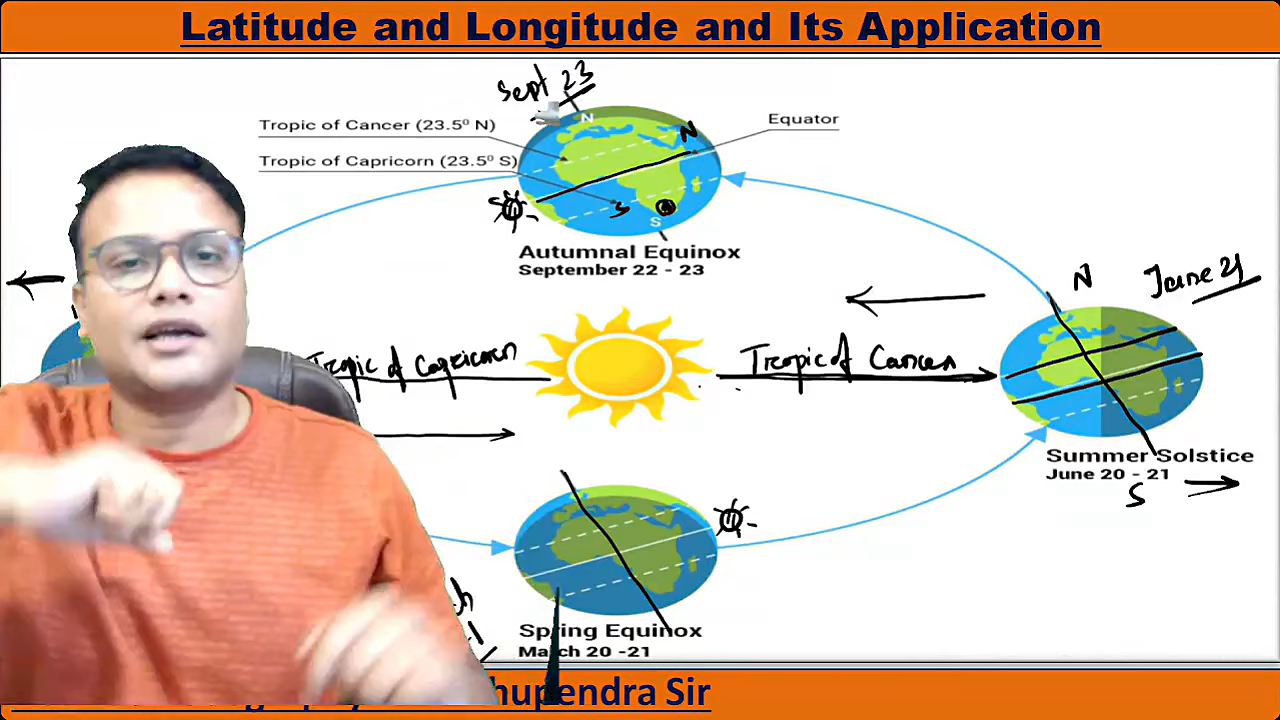 Latitude and Longitude and Its Application
Sept 23
N
Tropic of Cancer (23.5⁰ N)
Equator
N
Tropic of Capricorn (23.5⁰ S)
S
S
Autumnal Equinox
September 22 - 23
N
June 21
Tropic of Capricorn
Tropic of Cancer
Summer Solstice
June 20 - 21
S
Spring Equinox
March 20 -21
hupendra Sir